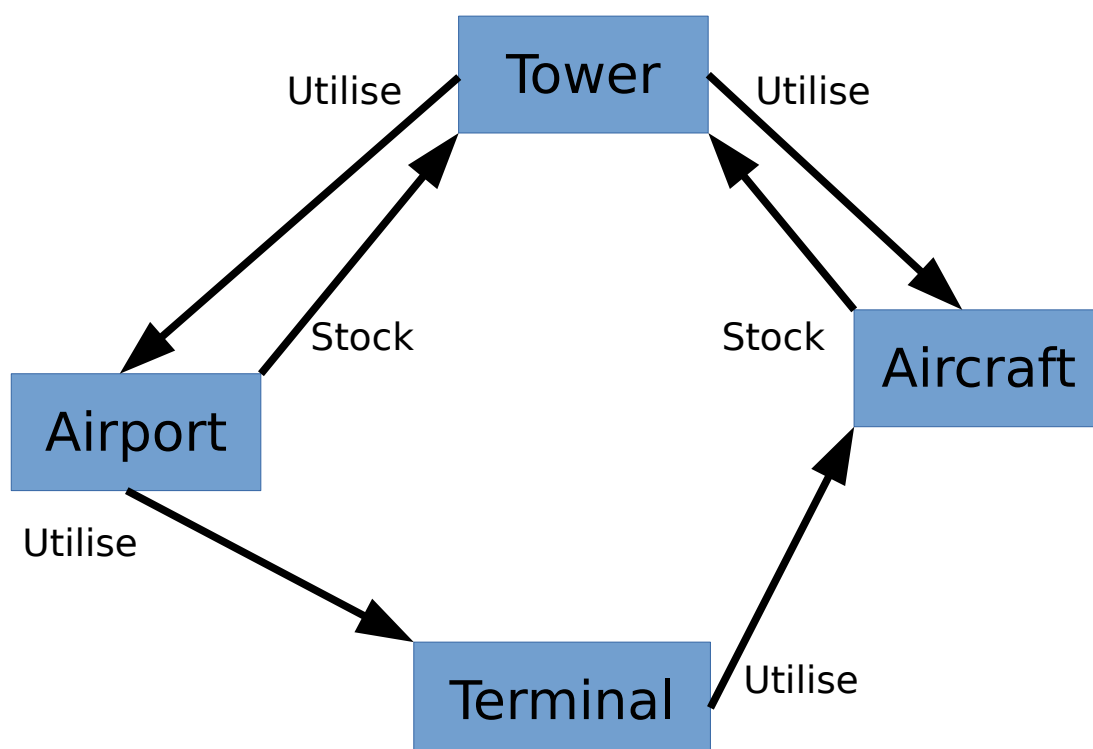 Tower
Utilise
Utilise
Stock
Stock
Aircraft
Airport
Utilise
Utilise
Terminal